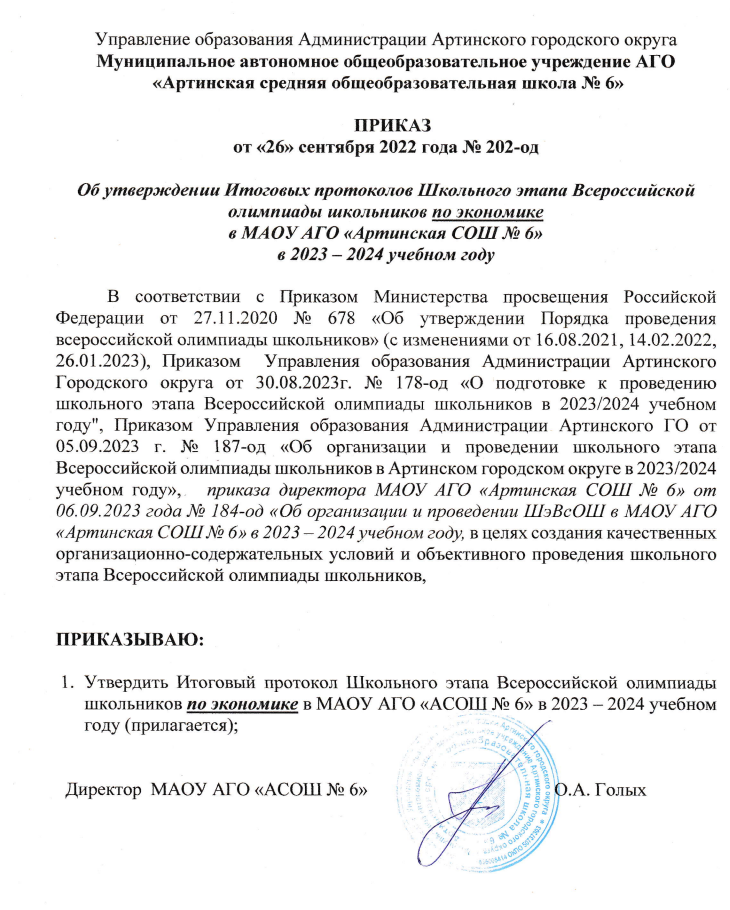 Управление образования Администрации Артинского городского округа
Муниципальное автономное общеобразовательное учреждение АГО
«Артинская средняя общеобразовательная школа № 6»
ПРИКАЗ
от «26» сентября 2022 года № 202-од
Об утверждении Итоговых протоколов Школьного этапа Всероссийской
олимпиады школьников по экономике
в МАОУ АГО «Артинская СОШ № 6»
в 2023 – 2024 учебном году
В соответствии с Приказом Министерства просвещения Российской
Федерации от 27.11.2020 № 678 «Об утверждении Порядка проведения
всероссийской олимпиады школьников» (с изменениями от 16.08.2021, 14.02.2022,
26.01.2023), Приказом Управления образования Администрации Артинского
Городского округа от 30.08.2023г. № 178-од «О подготовке к проведению
школьного этапа Всероссийской олимпиады школьников в 2023/2024 учебном
году", Приказом Управления образования Администрации Артинского ГО от
05.09.2023 г. № 187-од «Об организации и проведении школьного этапа
Всероссийской олимпиады школьников в Артинском городском округе в 2023/2024
учебном году», приказа директора МАОУ АГО «Артинская СОШ № 6» от
06.09.2023 года № 184-од «Об организации и проведении ШэВсОШ в МАОУ АГО
«Артинская СОШ № 6» в 2023 – 2024 учебном году, в целях создания качественных
организационно-содержательных условий и объективного проведения школьного
этапа Всероссийской олимпиады школьников,
ПРИКАЗЫВАЮ:
1. Утвердить Итоговый протокол Школьного этапа Всероссийской олимпиады
школьников по экономике в МАОУ АГО «АСОШ № 6» в 2023 – 2024 учебном
году (прилагается);
Директор МАОУ АГО «АСОШ № 6» О.А. Голых